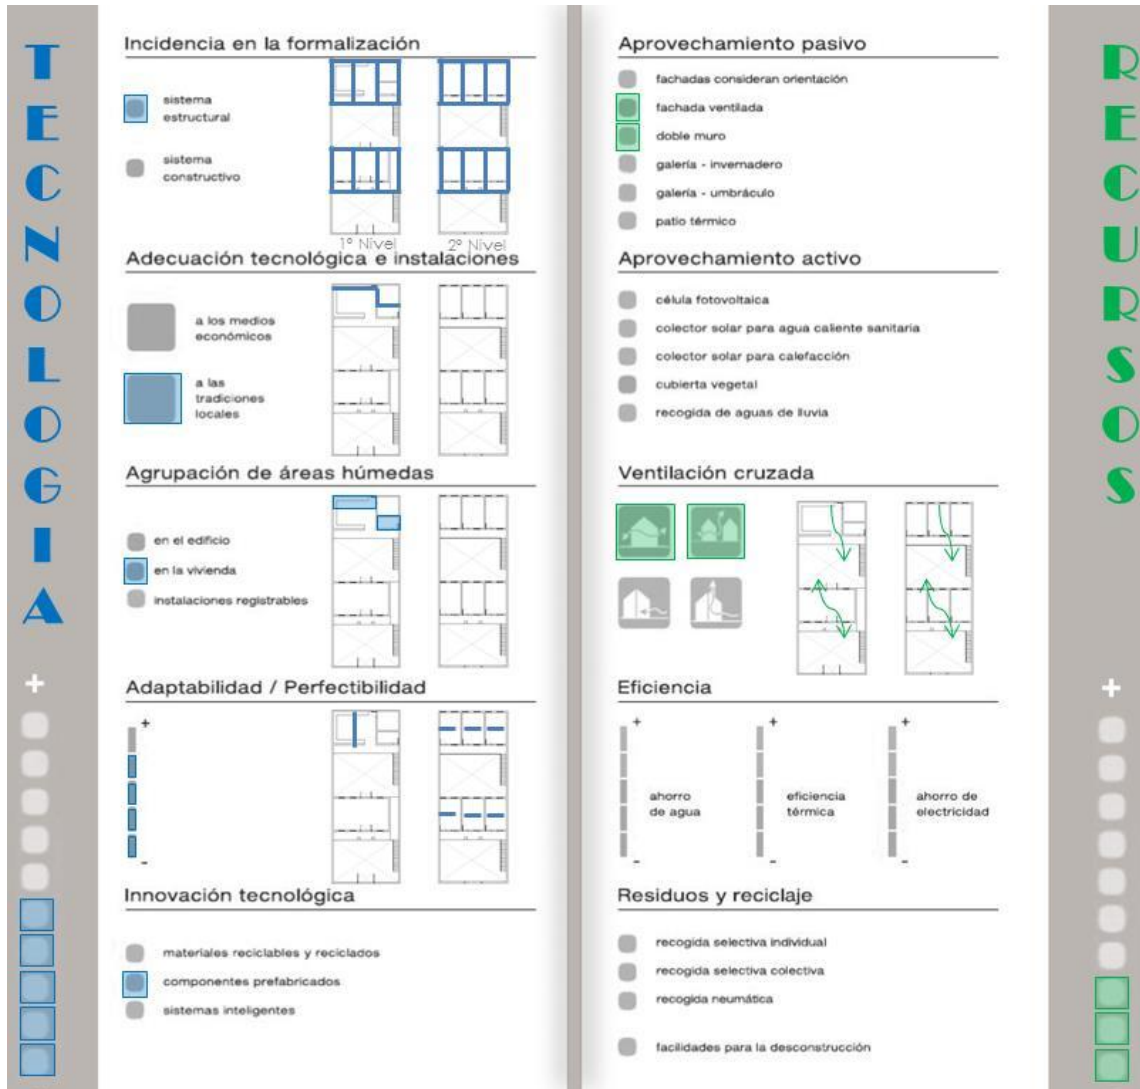 TECNOLOGIA
+
Incidencia en la formalización
sistema
estructural
sistema
constructivo
1º Nivel
2º Nivel
Adecuación tecnológica e instalaciones
a los medios
económicos
a las
tradiciones
locales
Agrupación de áreas húmedas
en el edificio
en la vivienda
instalaciones registrables
Adaptabilidad / Perfectibilidad
+
-
Innovación tecnológica
materiales reciclables y reciclados
componentes prefabricados
sistemas inteligentes
Aprovechamiento pasivo
fachadas consideran orientación
fachada ventilada
doble muro
galería - invernadero
galería - umbráculo
patio térmico
Aprovechamiento activo
célula fotovoltaica
colector solar para agua caliente sanitaria
colector solar para calefacción
cubierta vegetal
recogida de aguas de lluvia
Ventilación cruzada
Eficiencia
+
ahorro
de agua
-
+
eficiencia
térmica
-
+
ahorro de
electricidad
-
Residuos y reciclaje
recogida selectiva individual
recogida selectiva colectiva
recogida neumática
facilidades para la desconstrucción
RECURSOS
+